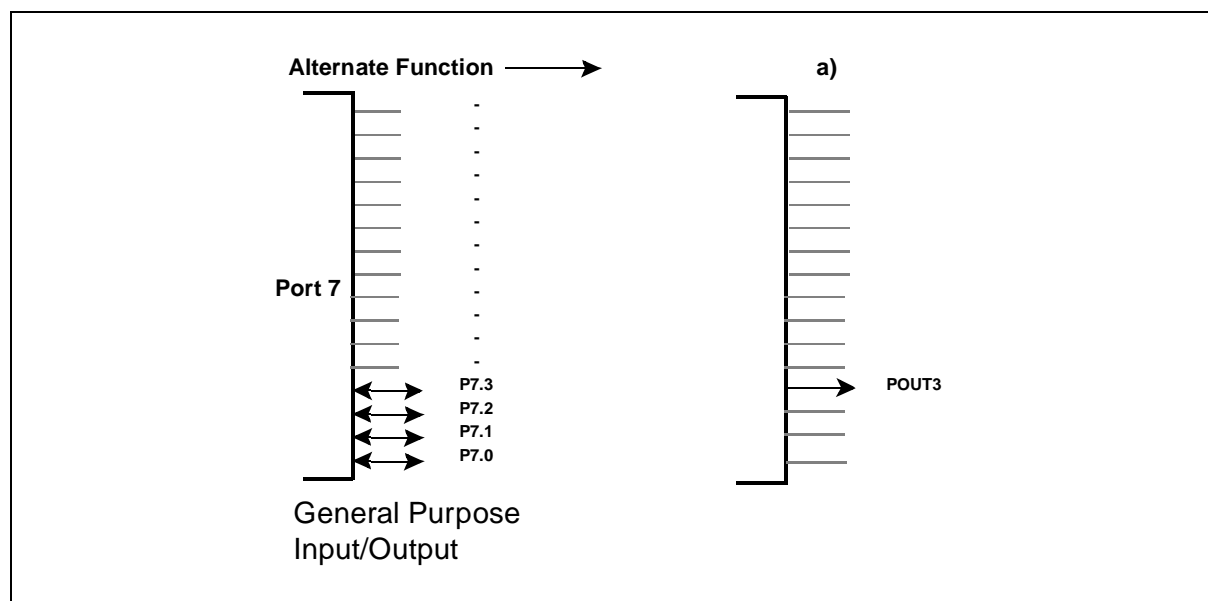 Alternate Function
a)
-
-
-
-
-
-
-
-
-
-
-
-
Port 7
P7.3
P7.2
P7.1
P7.0
POUT3
General Purpose
Input/Output